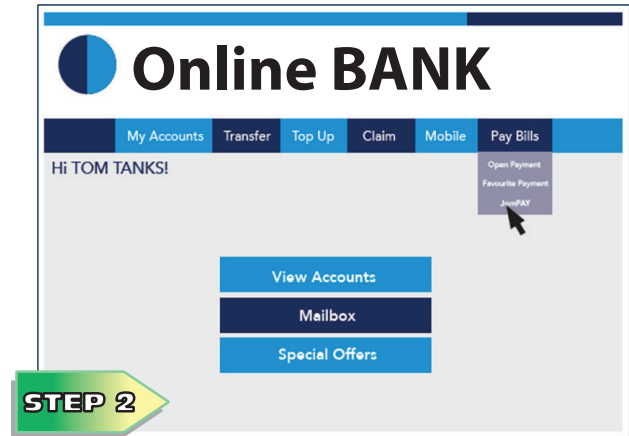 Online BANK
My Accounts Transfer Top Up Claim Mobile Pay Bills
Hi TOM TANKS!
Open Payment
Favourite Payment
JomPAY
View Accounts
Mailbox
Special Offers
STEP 2